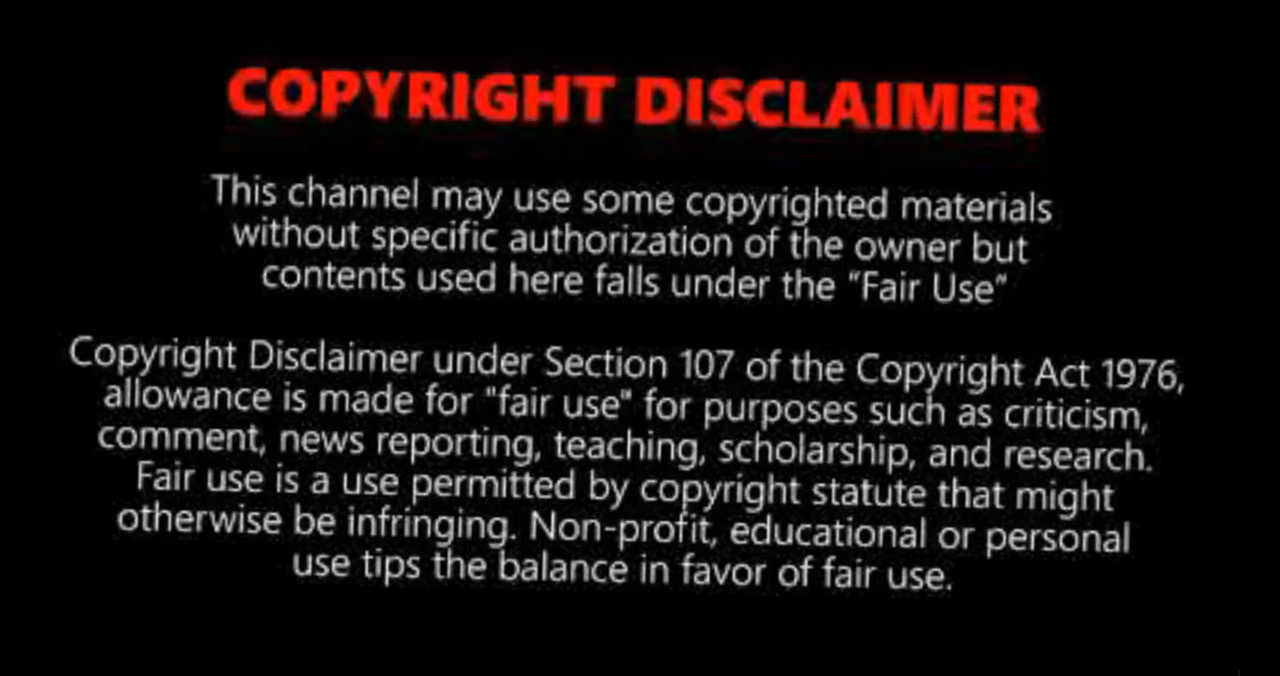 COPYRIGHT DISCLAIMER
This channel may use some copyrighted materials
without specific authorization of the owner but
contents used here falls under the "Fair Use"
Copyright Disclaimer under Section 107 of the Copyright Act 1976,
allowance is made for "fair use" for purposes such as criticism,
comment, news reporting, teaching, scholarship, and research.
Fair use is a use permitted by copyright statute that might
otherwise be infringing. Non-profit, educational or personal
use tips the balance in favor of fair use.